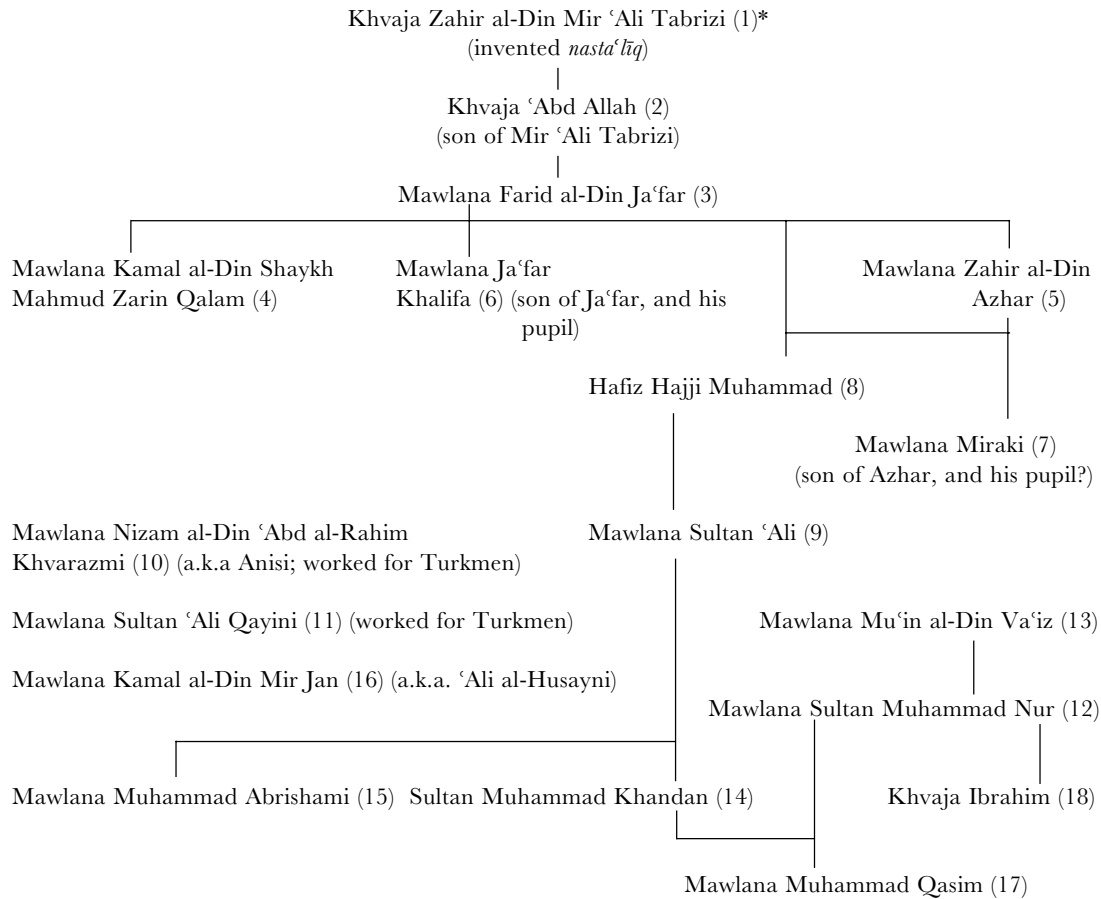 Khvaja Zahir al-Din Mir ʿAli Tabrizi (1)*
(invented nastaʿlīq)
Khvaja ʿAbd Allah (2)
(son of Mir ʿAli Tabrizi)
Mawlana Farid al-Din Jaʿfar (3)
Mawlana Kamal al-Din Shaykh
Mahmud Zarin Qalam (4)
Mawlana Jaʿfar
Khalifa (6) (son of Jaʿfar, and his
pupil)
Mawlana Zahir al-Din
Azhar (5)
Hafiz Hajji Muhammad (8)
Mawlana Miraki (7)
(son of Azhar, and his pupil?)
Mawlana Nizam al-Din ʿAbd al-Rahim
Khvarazmi (10) (a.k.a Anisi; worked for Turkmen)
Mawlana Sultan ʿAli (9)
Mawlana Sultan ʿAli Qayini (11) (worked for Turkmen)
Mawlana Muʿin al-Din Vaʿiz (13)
Mawlana Kamal al-Din Mir Jan (16) (a.k.a. ʿAli al-Husayni)
Mawlana Sultan Muhammad Nur (12)
Mawlana Muhammad Abrishami (15)
Sultan Muhammad Khandan (14)
Khvaja Ibrahim (18)
Mawlana Muhammad Qasim (17)